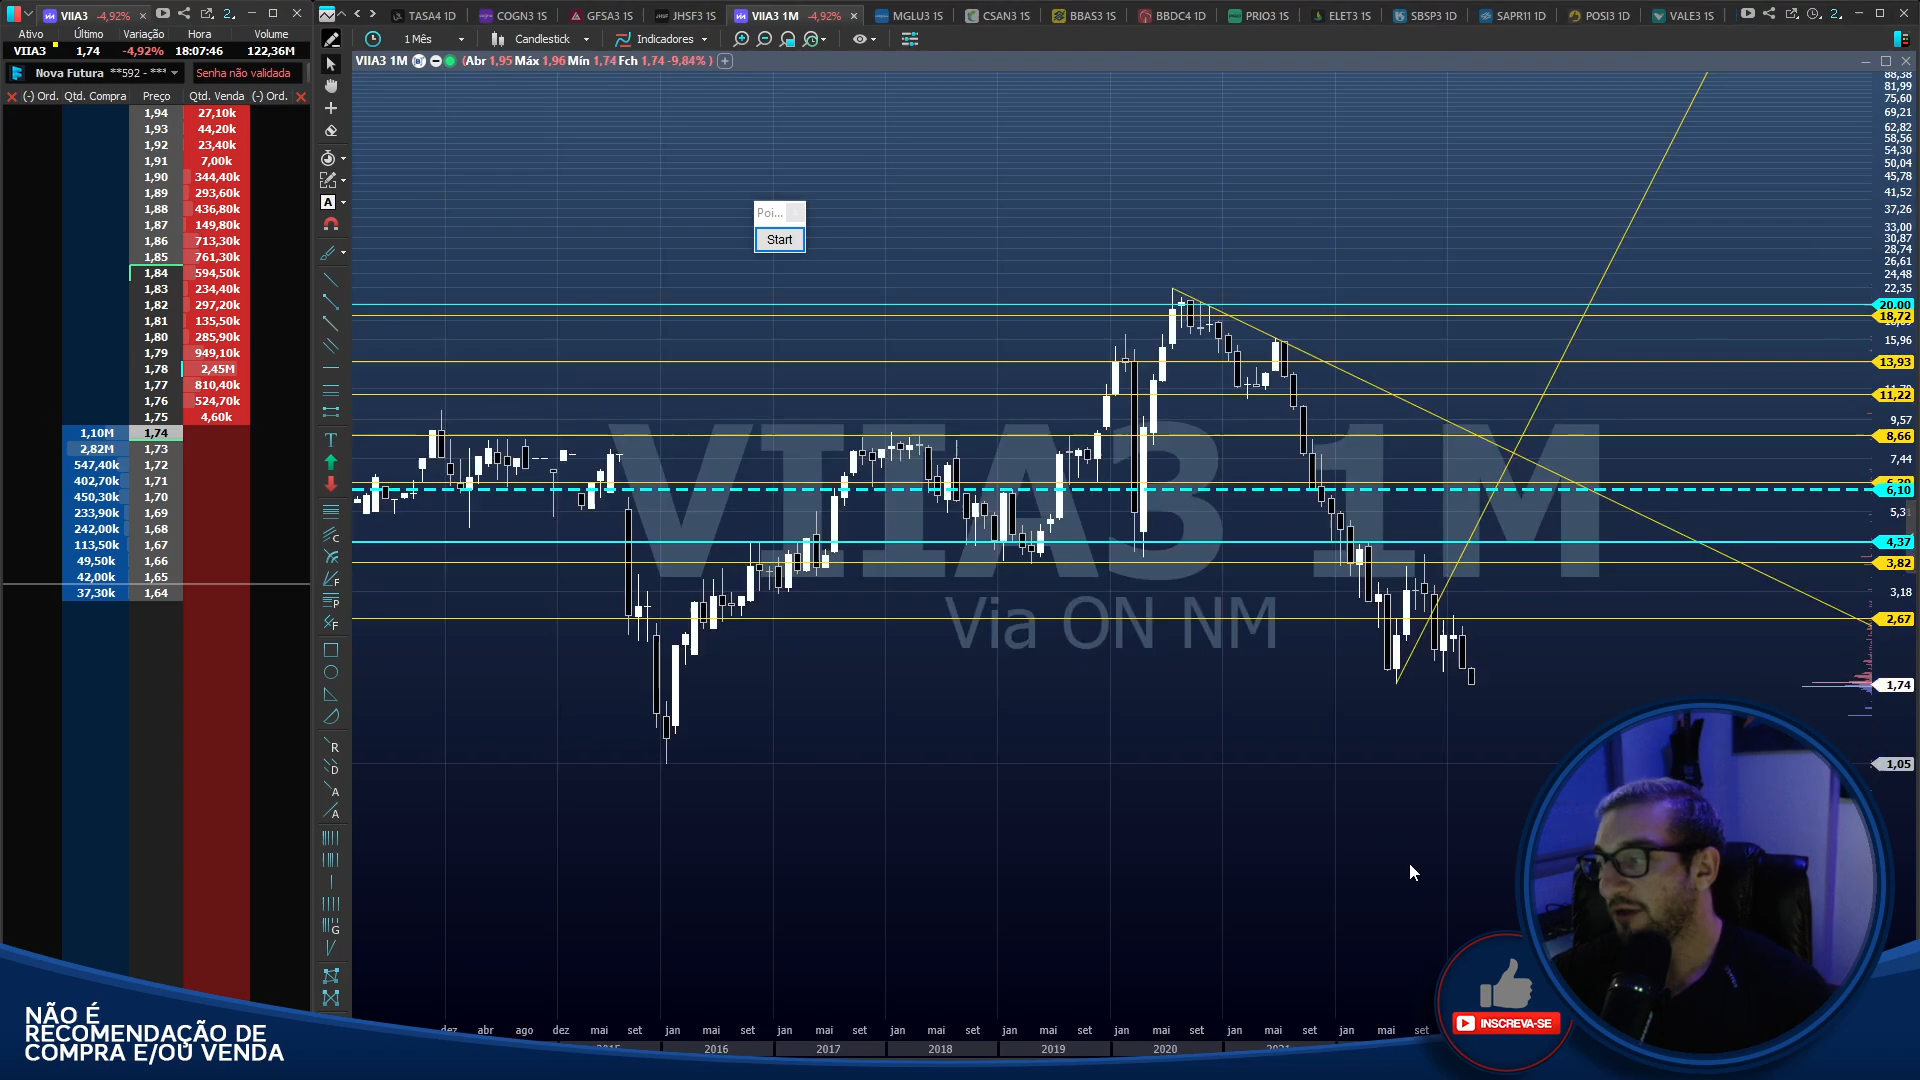 VIIA3 -4,92%
TASA4 1D
COGN3 1S
GFSA3 1S
JHSF3 1S
VIIA3 1M -4,92%
MGLU3 1S
CSAN3 1S
BBAS3 1S
BBDC4 1D
PRIO3 1S
ELET3 1S
SBSP3 1D
SAPR11 1D
POSI3 1D
VALE3 1S
Ativo Último Variação Hora Volume
VIIA3 1,74 -4,92% 18:07:46 122,36M
Nova Futura **592 - *** Senha não validada
(-) Ord. Qtd. Compra Preço Qtd. Venda (-) Ord.
1 Mês Candlestick Indicadores
VIIA3 1M (Abr 1,95 Máx 1,96 Mín 1,74 Fch 1,74 -9,84% )
1,94 27,10k
1,93 44,20k
1,92 23,40k
1,91 7,00k
1,90 344,40k
1,89 293,60k
1,88 436,80k
1,87 149,80k
1,86 713,30k
1,85 761,30k
1,84 594,50k
1,83 234,40k
1,82 297,20k
1,81 135,50k
1,80 285,90k
1,79 949,10k
1,78 2,45M
1,77 810,40k
1,76 524,70k
1,75 4,60k
1,10M 1,74
2,82M 1,73
547,40k 1,72
402,70k 1,71
450,30k 1,70
233,90k 1,69
242,00k 1,68
113,50k 1,67
49,50k 1,66
42,00k 1,65
37,30k 1,64
Poi...
Start
VIIA3 1M
Via ON NM
88,38
81,99
75,60
69,21
62,82
58,56
54,30
50,04
45,78
41,52
37,26
33,00
30,87
28,74
26,61
24,48
22,35
20,00
18,72
15,96
13,93
11,22
9,57
8,66
7,44
6,10
5,31
4,37
3,82
3,18
2,67
1,74
1,05
dez abr ago dez mai set jan mai set jan mai set jan mai set jan mai set jan mai set jan mai set jan mai set
2016 2017 2018 2019 2020
INSCREVA-SE
NÃO É
RECOMENDAÇÃO DE
COMPRA E/OU VENDA